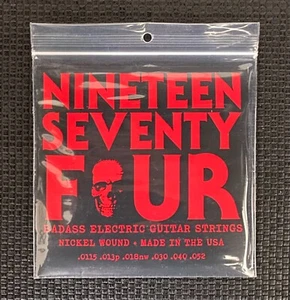 NINETEEN
SEVENTY
FOUR
BADASS ELECTRIC GUITAR STRINGS
NICKEL WOUND + MADE IN THE USA
.0115 .013p .018nw .030 .040 .052